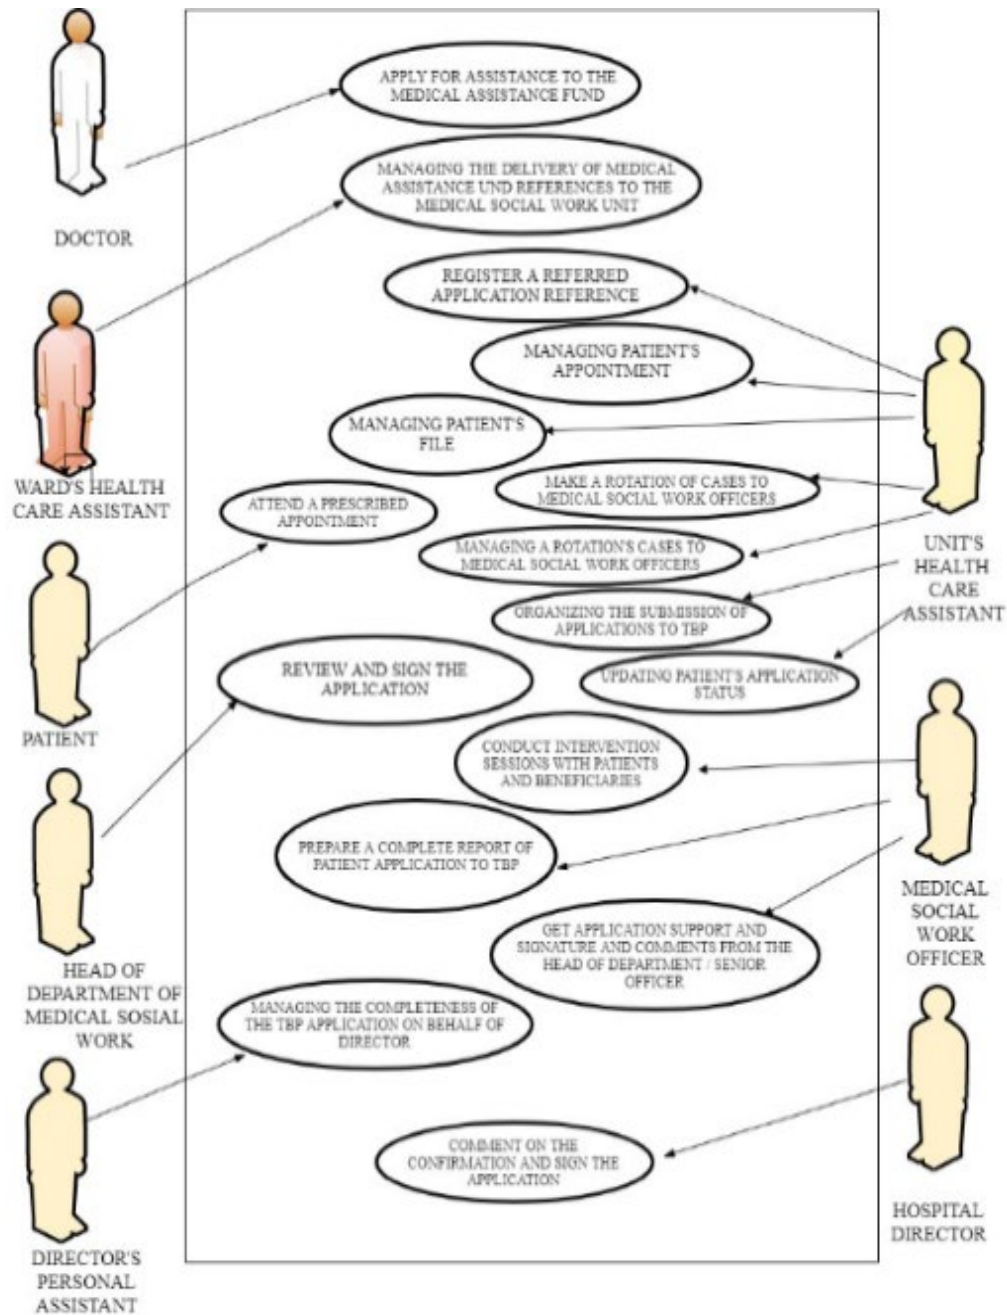 APPLY FOR ASSISTANCE TO THE
MEDICAL ASSISTANCE FUND
MANAGING THE DELIVERY OF MEDICAL
ASSISTANCE UND REFERENCES TO THE
MEDICAL SOCIAL WORK UNIT
DOCTOR
REGISTER A REFERRED
APPLICATION REFERENCE
MANAGING PATIENT'S
APPOINTMENT
MANAGING PATIENT'S
FILE
WARD'S HEALTH
CARE ASSISTANT
MAKE A ROTATION OF CASES TO
MEDICAL SOCIAL WORK OFFICERS
ATTEND A PRESCRIBED
APPOINTMENT
MANAGING A ROTATION'S CASES TO
MEDICAL SOCIAL WORK OFFICERS
UNIT'S
HEALTH
CARE
ASSISTANT
ORGANIZING THE SUBMISSION OF
APPLICATIONS TO TBP
REVIEW AND SIGN THE
APPLICATION
UPDATING PATIENT'S APPLICATION
STATUS
PATIENT
CONDUCT INTERVENTION
SESSIONS WITH PATIENTS
AND BENEFICIARIES
PREPARE A COMPLETE REPORT OF
PATIENT APPLICATION TO TBP
MEDICAL
SOCIAL
WORK
OFFICER
GET APPLICATION SUPPORT AND
SIGNATURE AND COMMENTS FROM THE
HEAD OF DEPARTMENT / SENIOR
OFFICER
HEAD OF
DEPARTMENT OF
MEDICAL SOSIAL
WORK
MANAGING THE COMPLETENESS OF
THE TBP APPLICATION ON BEHALF OF
DIRECTOR
COMMENT ON THE
CONFIRMATION AND SIGN THE
APPLICATION
HOSPITAL
DIRECTOR
DIRECTOR'S
PERSONAL
ASSISTANT